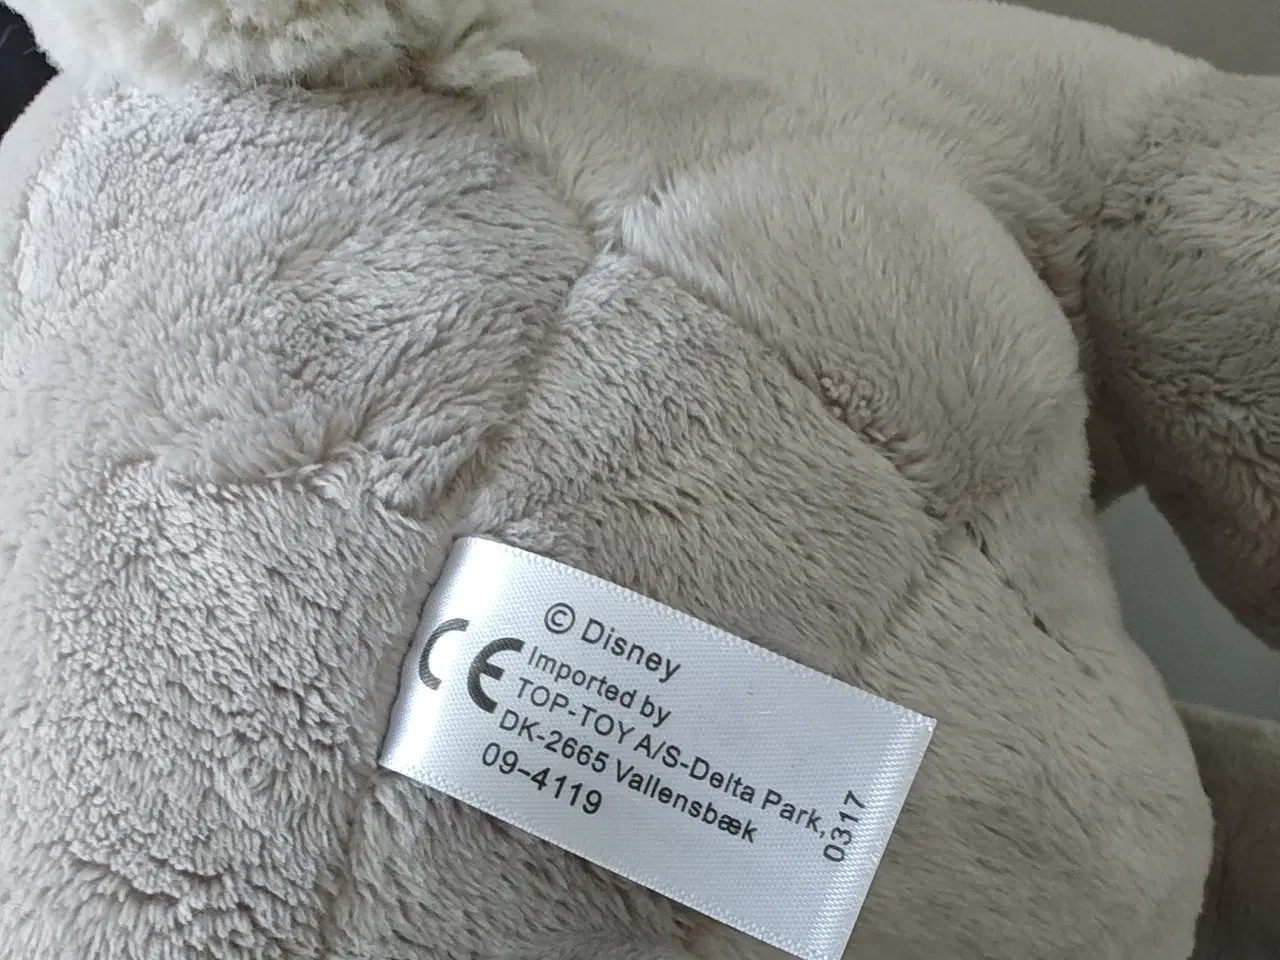 © Disney
CE
Imported by
TOP-TOY A/S-Delta Park,
DK-2665 Vallensbæk
09-4119
0317